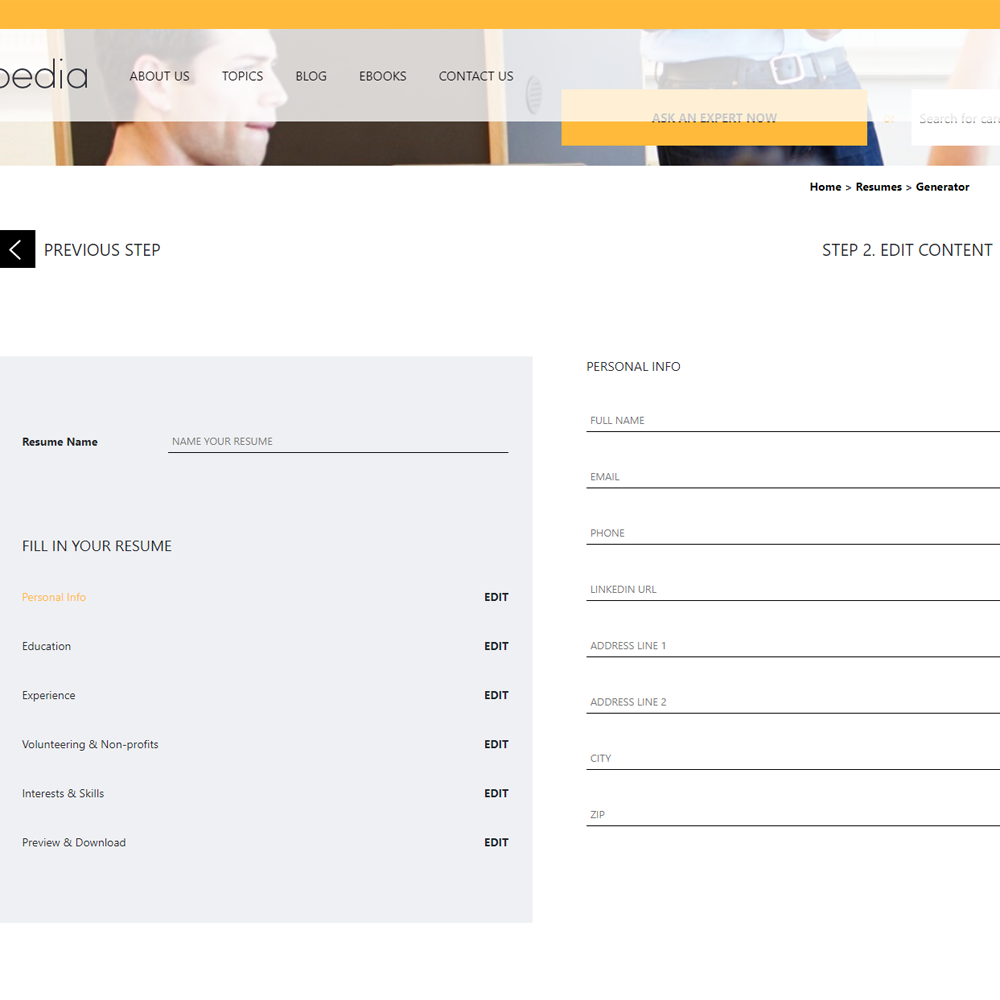 pedia
ABOUT US
TOPICS
BLOG
EBOOKS
CONTACT US
ASK AN EXPERT NOW
Or
Search for
Home > Resumes > Generator
PREVIOUS STEP
STEP 2. EDIT CONTENT
Resume Name
NAME YOUR RESUME
FILL IN YOUR RESUME
Personal Info EDIT
Education EDIT
Experience EDIT
Volunteering & Non-profits EDIT
Interests & Skills EDIT
Preview & Download EDIT
PERSONAL INFO
FULL NAME
EMAIL
PHONE
LINKEDIN URL
ADDRESS LINE 1
ADDRESS LINE 2
CITY
ZIP